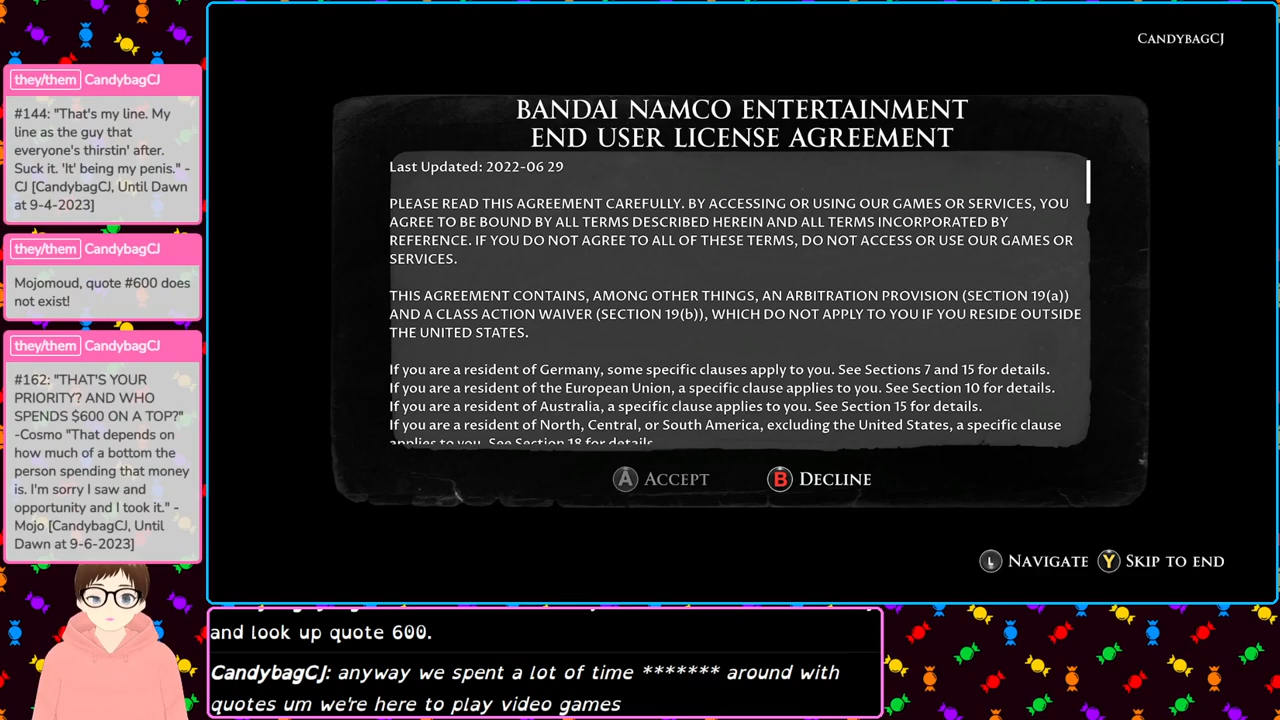 they/them CandybagCJ
#144: "That's my line. My
line as the guy that
everyone's thirstin' after.
Suck it. 'It' being my penis." -
CJ [CandybagCJ, Until Dawn
at 9-4-2023]
they/them CandybagCJ
Mojomoud, quote #600 does
not exist!
they/them CandybagCJ
#162: "THAT'S YOUR
PRIORITY? AND WHO
SPENDS $600 ON A TOP?"
-Cosmo "That depends on
how much of a bottom the
person spending that money
is. I'm sorry I saw and
opportunity and I took it." -
Mojo [CandybagCJ, Until
Dawn at 9-6-2023]
CANDYBAGCJ
BANDAI NAMCO ENTERTAINMENT
END USER LICENSE AGREEMENT
Last Updated: 2022-06 29
PLEASE READ THIS AGREEMENT CAREFULLY. BY ACCESSING OR USING OUR GAMES OR SERVICES, YOU
AGREE TO BE BOUND BY ALL TERMS DESCRIBED HEREIN AND ALL TERMS INCORPORATED BY
REFERENCE. IF YOU DO NOT AGREE TO ALL OF THESE TERMS, DO NOT ACCESS OR USE OUR GAMES OR
SERVICES.
THIS AGREEMENT CONTAINS, AMONG OTHER THINGS, AN ARBITRATION PROVISION (SECTION 19(a))
AND A CLASS ACTION WAIVER (SECTION 19(b)), WHICH DO NOT APPLY TO YOU IF YOU RESIDE OUTSIDE
THE UNITED STATES.
If you are a resident of Germany, some specific clauses apply to you. See Sections 7 and 15 for details.
If you are a resident of the European Union, a specific clause applies to you. See Section 10 for details.
If you are a resident of Australia, a specific clause applies to you. See Section 15 for details.
If you are a resident of North, Central, or South America, excluding the United States, a specific clause
applies to you. See Section 18 for details.
A ACCEPT B DECLINE
L NAVIGATE Y SKIP TO END
and look up quote 600.
CandybagCJ: anyway we spent a lot of time ******* around with
quotes um we're here to play video games